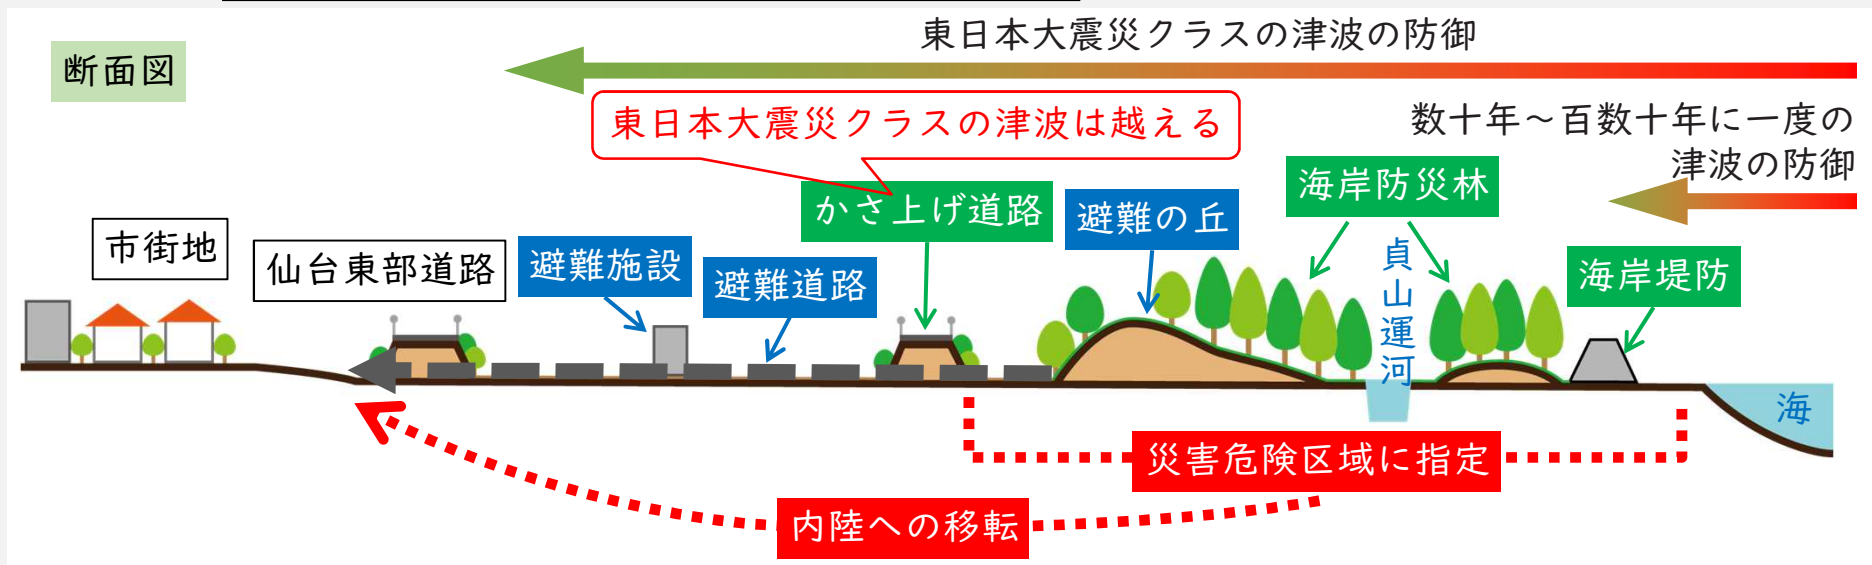 断面図
東日本大震災クラスの津波の防御
東日本大震災クラスの津波は越える
数十年～百数十年に一度の
津波の防御
海岸防災林
かさ上げ道路
避難の丘
市街地
仙台東部道路
避難施設
避難道路
貞山運河
海岸堤防
海
災害危険区域に指定
内陸への移転